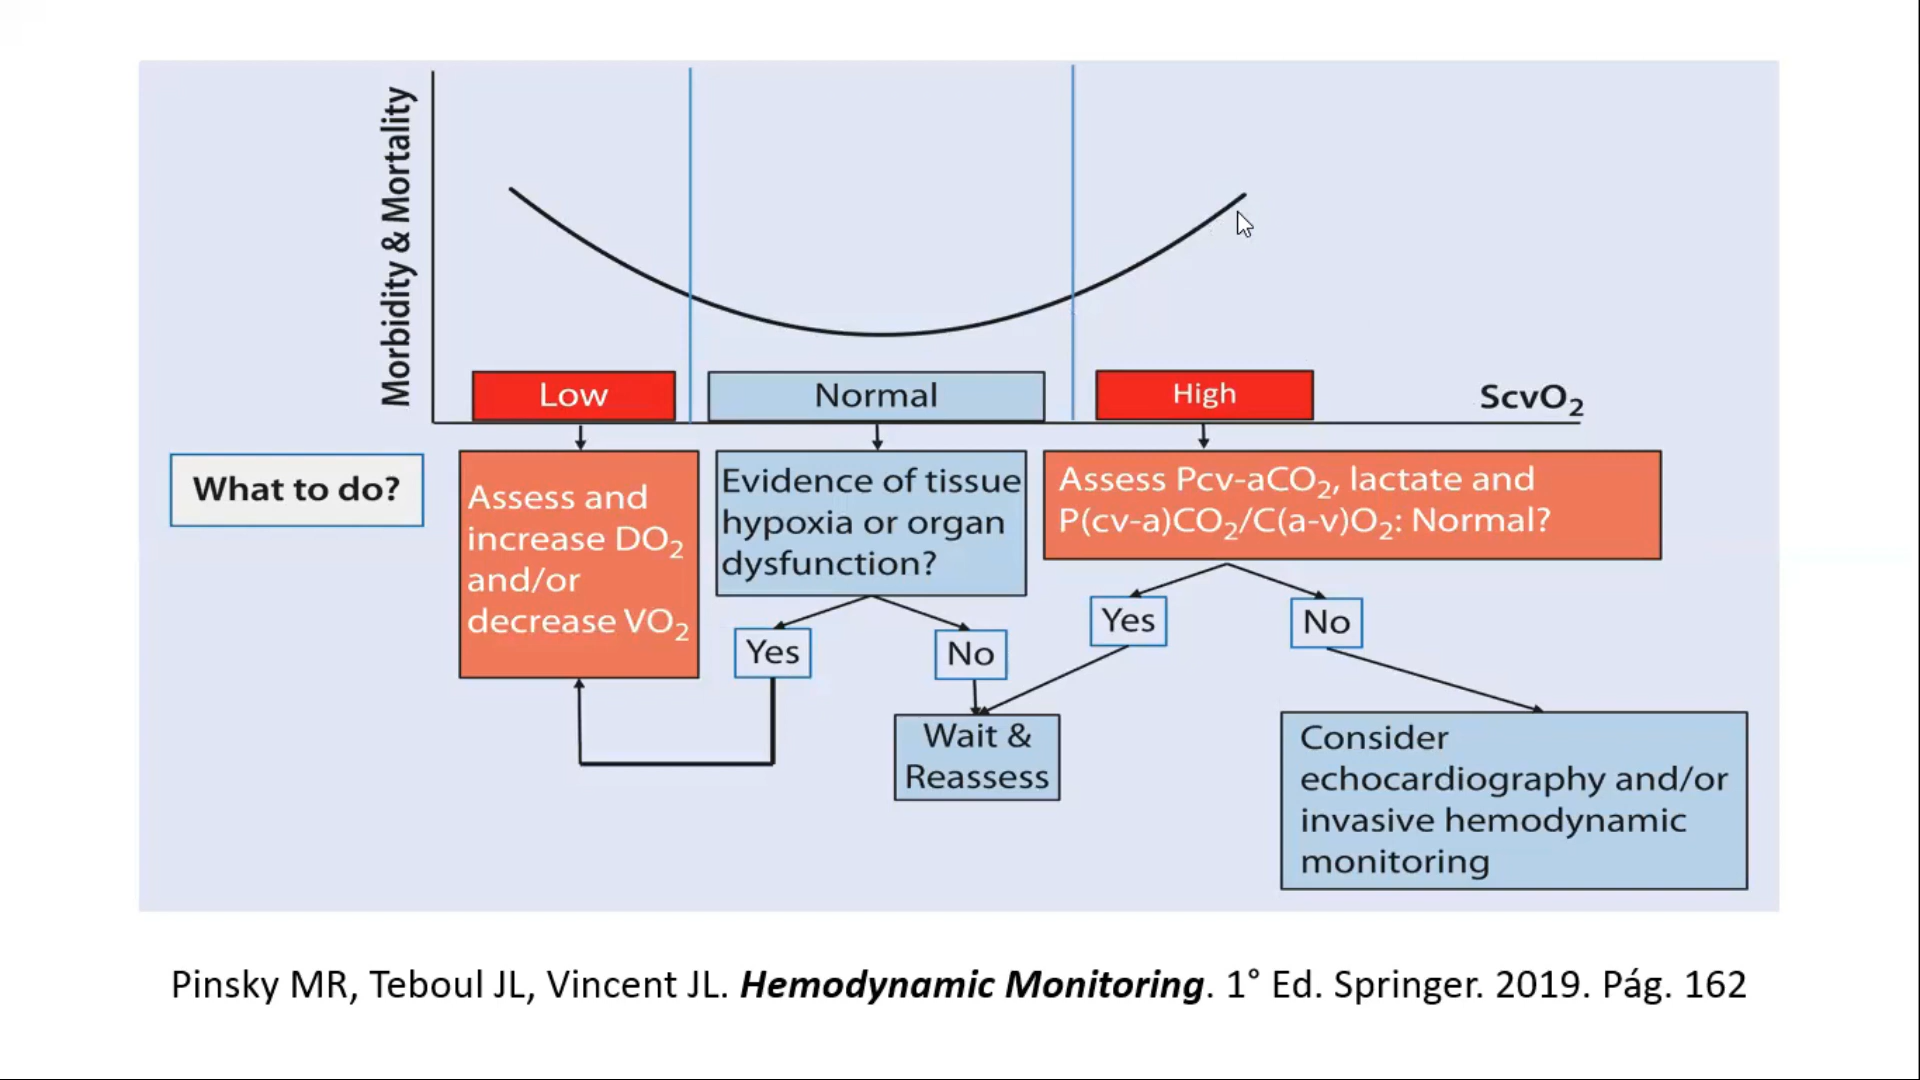 Morbidity & Mortality
Low
Normal
High
ScvO₂
What to do?
Assess and
increase DO₂
and/or
decrease VO₂
Evidence of tissue
hypoxia or organ
dysfunction?
Assess Pcv-aCO₂, lactate and
P(cv-a)CO₂/C(a-v)O₂: Normal?
Yes
No
Yes
No
Wait &
Reassess
Consider
echocardiography and/or
invasive hemodynamic
monitoring
Pinsky MR, Teboul JL, Vincent JL. Hemodynamic Monitoring. 1° Ed. Springer. 2019. Pág. 162